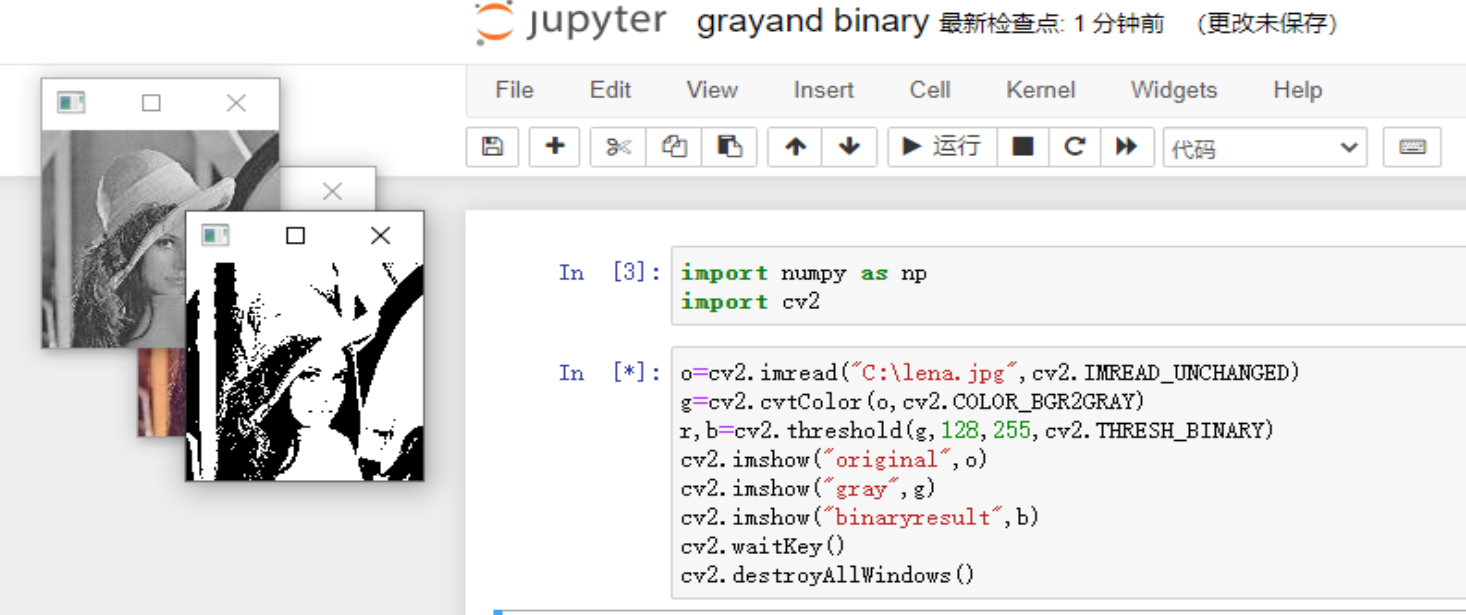 jupyter grayand binary 最新检查点: 1 分钟前 (更改未保存)
File Edit View Insert Cell Kernel Widgets Help
运行 代码
In [3]: import numpy as np
import cv2
In [*]: o=cv2.imread("C:\lena.jpg",cv2.IMREAD_UNCHANGED)
g=cv2.cvtColor(o,cv2.COLOR_BGR2GRAY)
r,b=cv2.threshold(g,128,255,cv2.THRESH_BINARY)
cv2.imshow("original",o)
cv2.imshow("gray",g)
cv2.imshow("binaryresult",b)
cv2.waitKey()
cv2.destroyAllWindows()